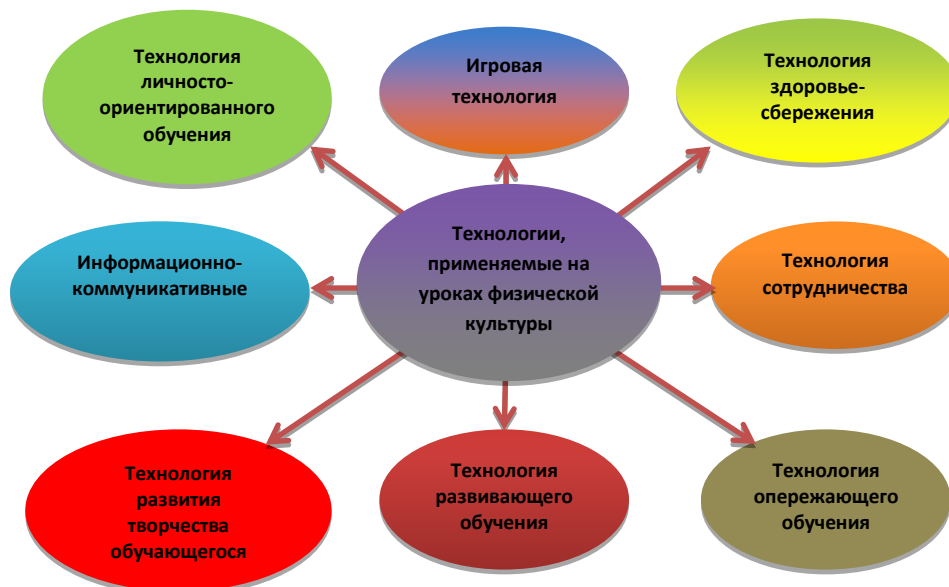 Технология
личносто-
ориентированного
обучения
Игровая
технология
Технология
здоровье-
сбережения
Информационно-
коммуникативные
Технологии,
применяемые на
уроках физической
культуры
Технология
сотрудничества
Технология
развития
творчества
обучающегося
Технология
развивающего
обучения
Технология
опережающего
обучения